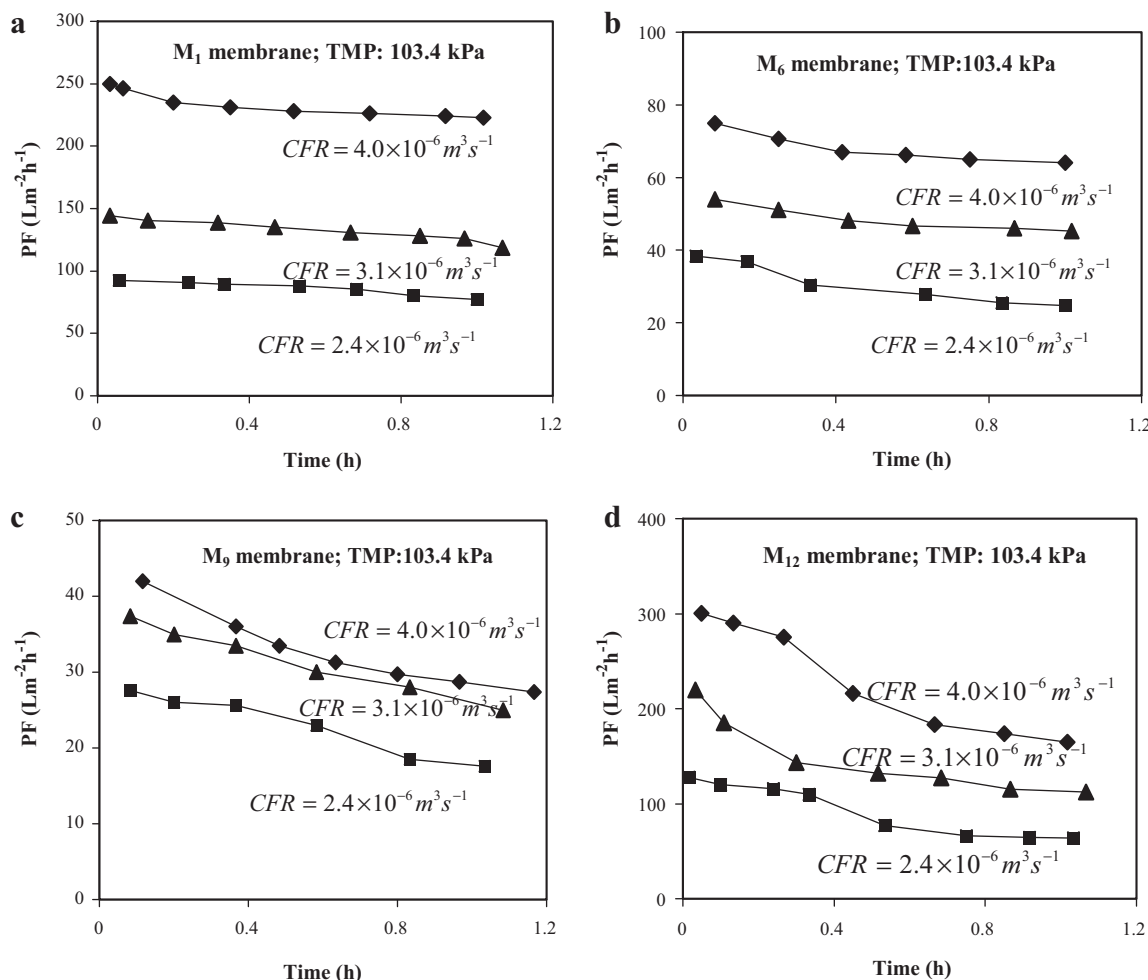 a
M₁ membrane; TMP: 103.4 kPa
300
250
200
150
100
50
0
PF (Lm⁻²h⁻¹)
CFR = 4.0×10⁻⁶ m³s⁻¹
CFR = 3.1×10⁻⁶ m³s⁻¹
CFR = 2.4×10⁻⁶ m³s⁻¹
0 0.4 0.8 1.2
Time (h)
b
M₆ membrane; TMP:103.4 kPa
100
80
60
40
20
0
PF (Lm⁻²h⁻¹)
CFR = 4.0×10⁻⁶ m³s⁻¹
CFR = 3.1×10⁻⁶ m³s⁻¹
CFR = 2.4×10⁻⁶ m³s⁻¹
0 0.4 0.8 1.2
Time (h)
c
M₉ membrane; TMP:103.4 kPa
50
40
30
20
10
0
PF (Lm⁻²h⁻¹)
CFR = 4.0×10⁻⁶ m³s⁻¹
CFR = 3.1×10⁻⁶ m³s⁻¹
CFR = 2.4×10⁻⁶ m³s⁻¹
0 0.4 0.8 1.2
Time (h)
d
M₁₂ membrane; TMP: 103.4 kPa
400
300
200
100
0
PF (Lm⁻²h⁻¹)
CFR = 4.0×10⁻⁶ m³s⁻¹
CFR = 3.1×10⁻⁶ m³s⁻¹
CFR = 2.4×10⁻⁶ m³s⁻¹
0 0.4 0.8 1.2
Time (h)